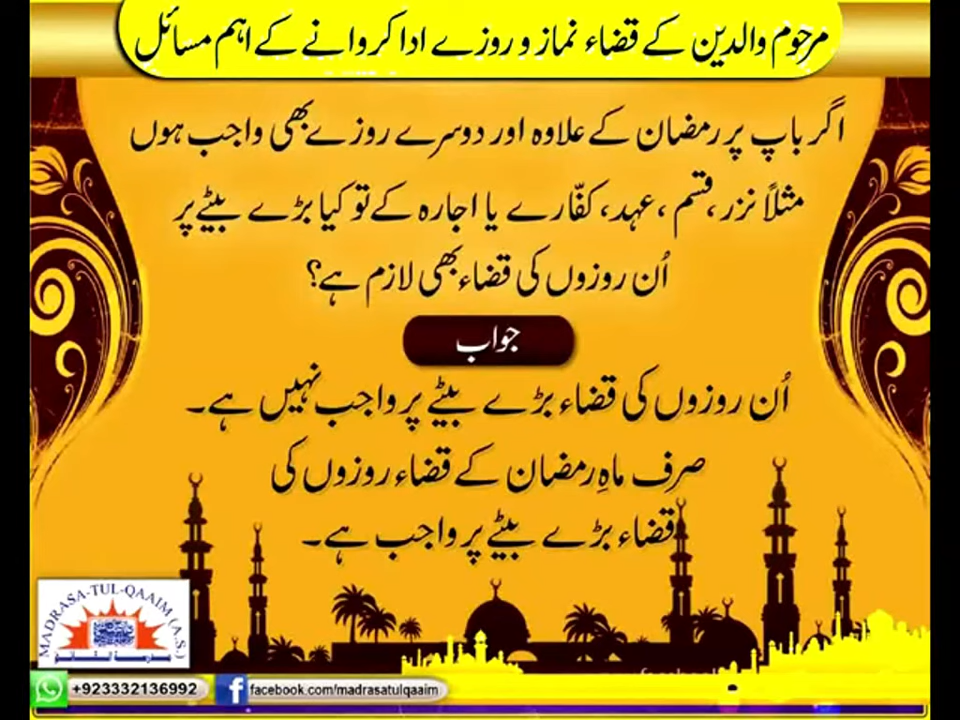 مرحوم والدین کے قضاء نماز و روزے ادا کروانے کے اہم مسائل
اگر باپ پر رمضان کے علاوہ اور دوسرے روزے بھی واجب ہوں
مثلاً نزر، قسم، عہد، کفّارے یا اجارہ کے تو کیا بڑے بیٹے پر
اُن روزوں کی قضاء بھی لازم ہے؟
جواب
اُن روزوں کی قضاء بڑے بیٹے پر واجب نہیں ہے۔
صرف ماہِ رمضان کے قضاء روزوں کی
قضاء بڑے بیٹے پر واجب ہے۔
MADRASA-TUL-QAAIM (A.S.)
+923332136992
facebook.com/madrasatulqaaim